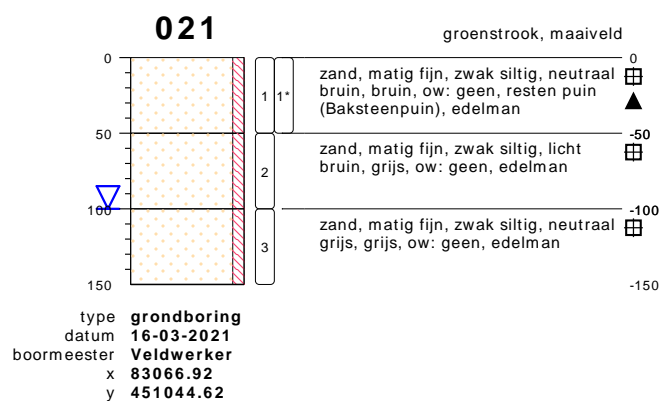 021
groenstrook, maaiveld
0
50
100
150
1
1*
2
3
zand, matig fijn, zwak siltig, neutraal
bruin, bruin, ow: geen, resten puin
(Baksteenpuin), edelman
zand, matig fijn, zwak siltig, licht
bruin, grijs, ow: geen, edelman
zand, matig fijn, zwak siltig, neutraal
grijs, grijs, ow: geen, edelman
0
-50
-100
-150
type grondboring
datum 16-03-2021
boormeester Veldwerker
x 83066.92
y 451044.62